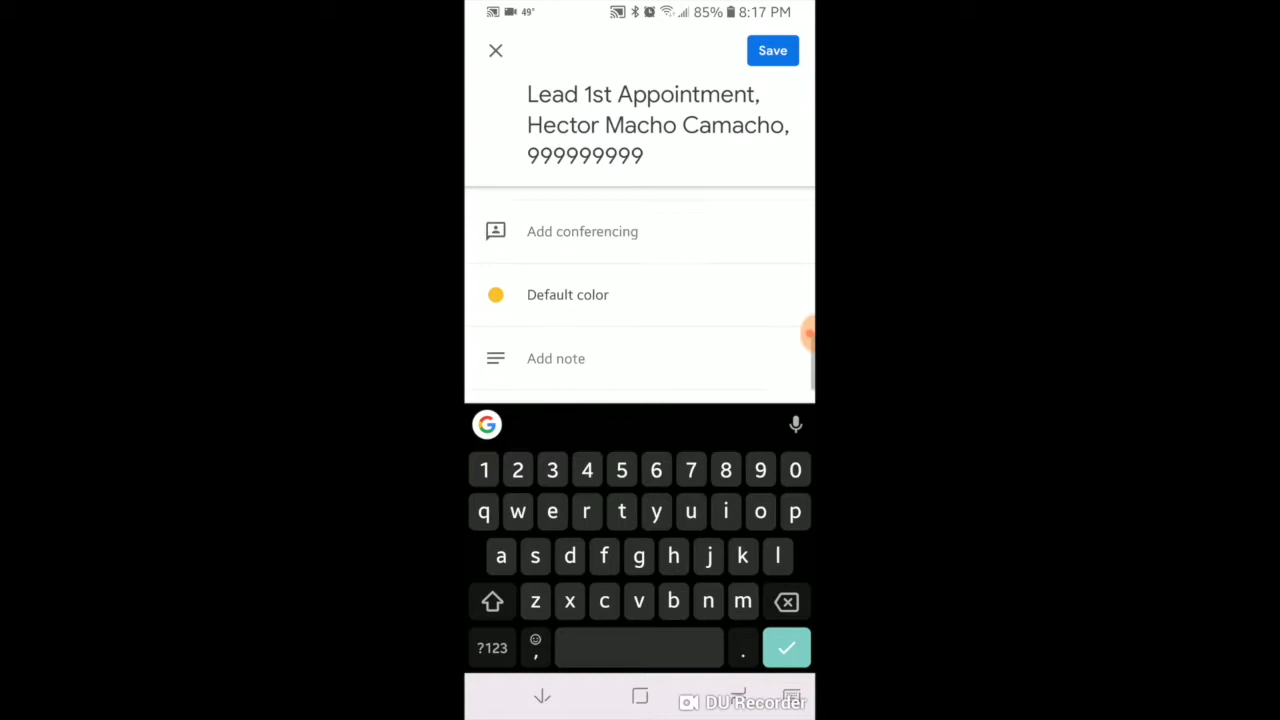 49° 85% 8:17 PM
Save
Lead 1st Appointment,
Hector Macho Camacho,
999999999
Add conferencing
Default color
Add note
G
1 2 3 4 5 6 7 8 9 0
q w e r t y u i o p
a s d f g h j k l
z x c v b n m
?123 , .
DU Recorder